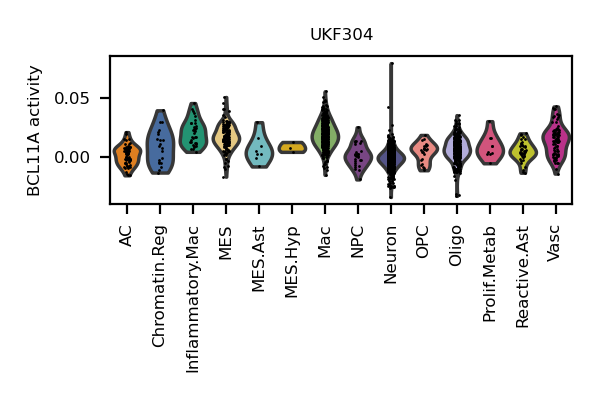 UKF304
BCL11A activity
0.05
0.00
AC
Chromatin.Reg
Inflammatory.Mac
MES
MES.Ast
MES.Hyp
Mac
NPC
Neuron
OPC
Oligo
Prolif.Metab
Reactive.Ast
Vasc